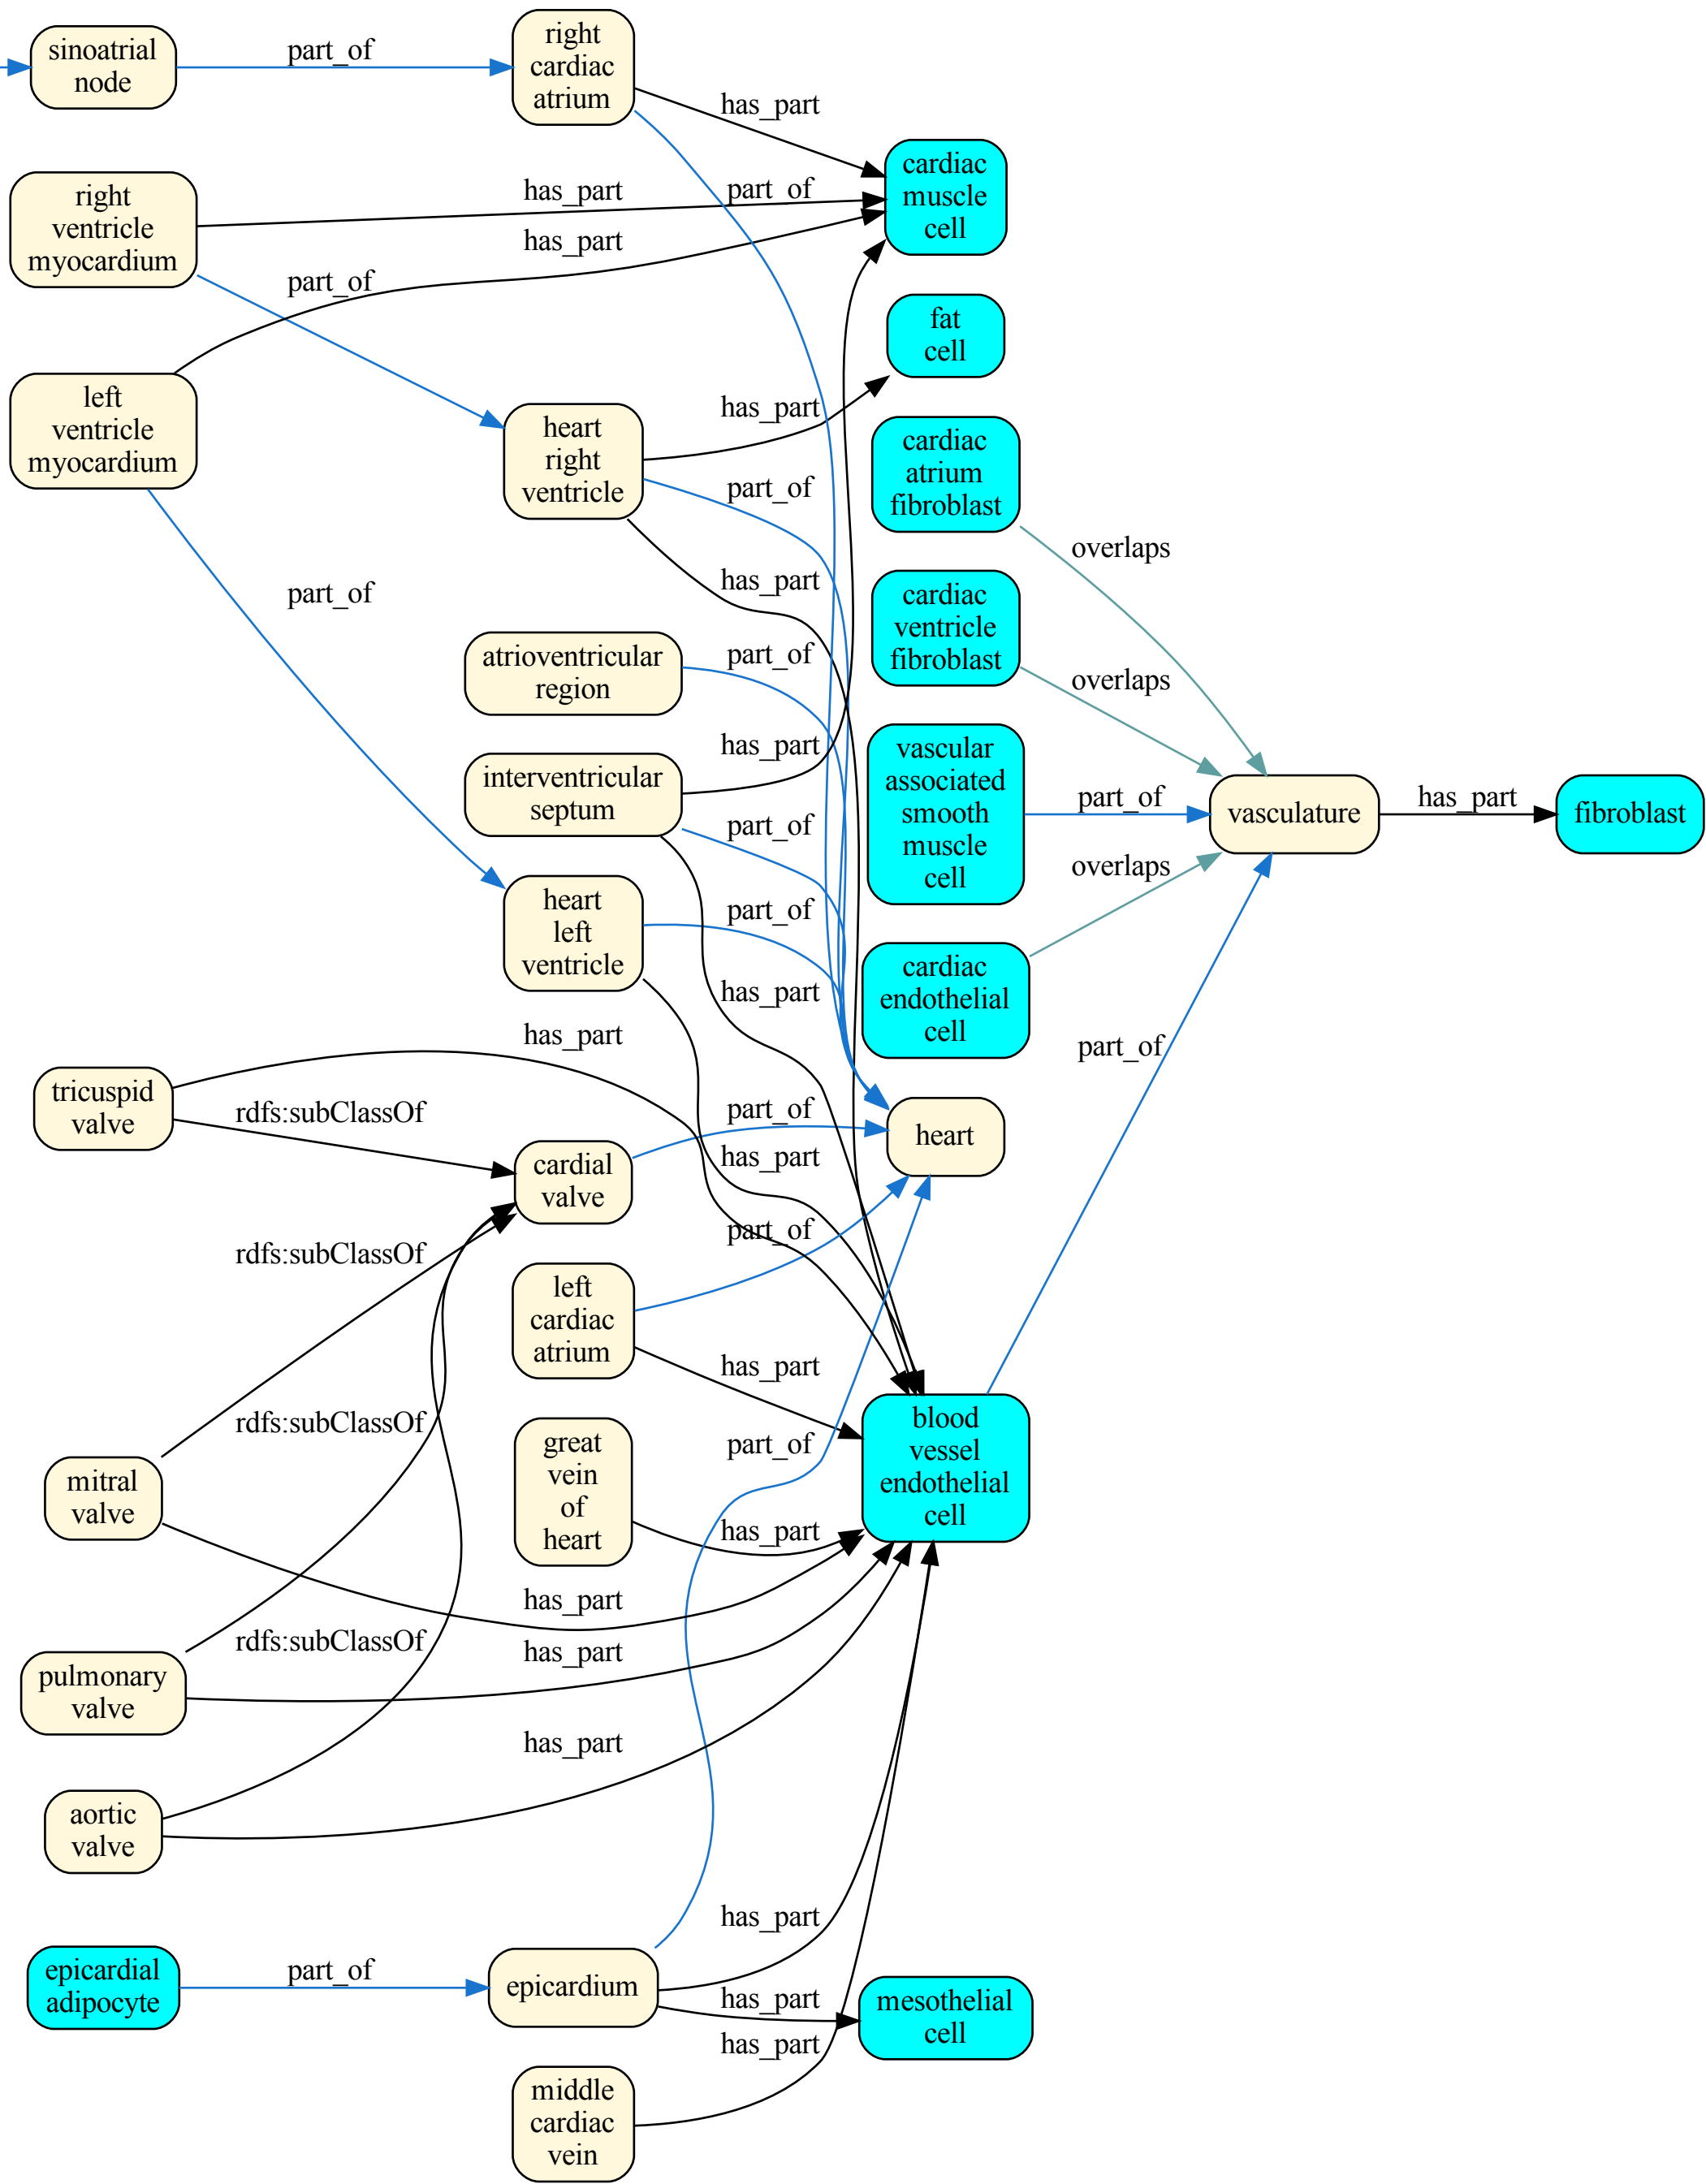 sinoatrial
node
part_of
right
cardiac
atrium
has_part
cardiac
muscle
cell
right
ventricle
myocardium
has_part
part_of
has_part
part_of
fat
cell
left
ventricle
myocardium
has_part
heart
right
ventricle
part_of
cardiac
atrium
fibroblast
overlaps
part_of
has_part
cardiac
ventricle
fibroblast
overlaps
atrioventricular
region
part_of
interventricular
septum
has_part
part_of
vascular
associated
smooth
muscle
cell
part_of
vasculature
has_part
fibroblast
overlaps
heart
left
ventricle
part_of
has_part
cardiac
endothelial
cell
part_of
has_part
tricuspid
valve
rdfs:subClassOf
part_of
heart
cardial
valve
has_part
rdfs:subClassOf
part_of
left
cardiac
atrium
has_part
rdfs:subClassOf
great
vein
of
heart
part_of
has_part
blood
vessel
endothelial
cell
mitral
valve
has_part
rdfs:subClassOf
has_part
pulmonary
valve
has_part
aortic
valve
has_part
epicardial
adipocyte
part_of
epicardium
has_part
mesothelial
cell
has_part
middle
cardiac
vein